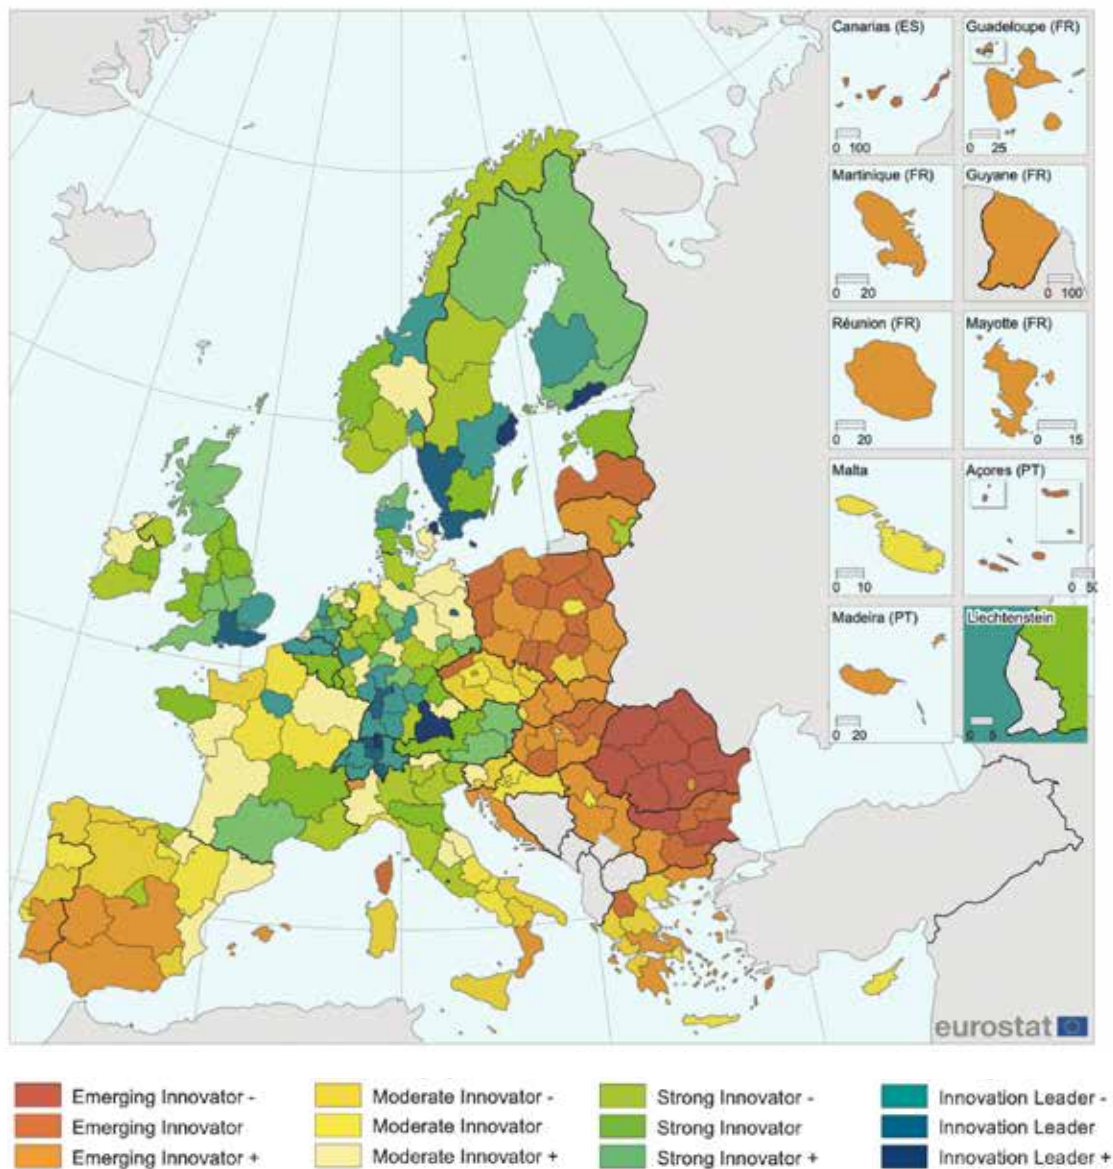 Canarias (ES)
0 100
Guadeloupe (FR)
0 25
Martinique (FR)
0 20
Guyane (FR)
0 100
Réunion (FR)
0 20
Mayotte (FR)
0 15
Malta
0 10
Açores (PT)
0 50
Madeira (PT)
0 20
Liechtenstein
0 5
eurostat
Emerging Innovator -
Emerging Innovator
Emerging Innovator +
Moderate Innovator -
Moderate Innovator
Moderate Innovator +
Strong Innovator -
Strong Innovator
Strong Innovator +
Innovation Leader -
Innovation Leader
Innovation Leader +